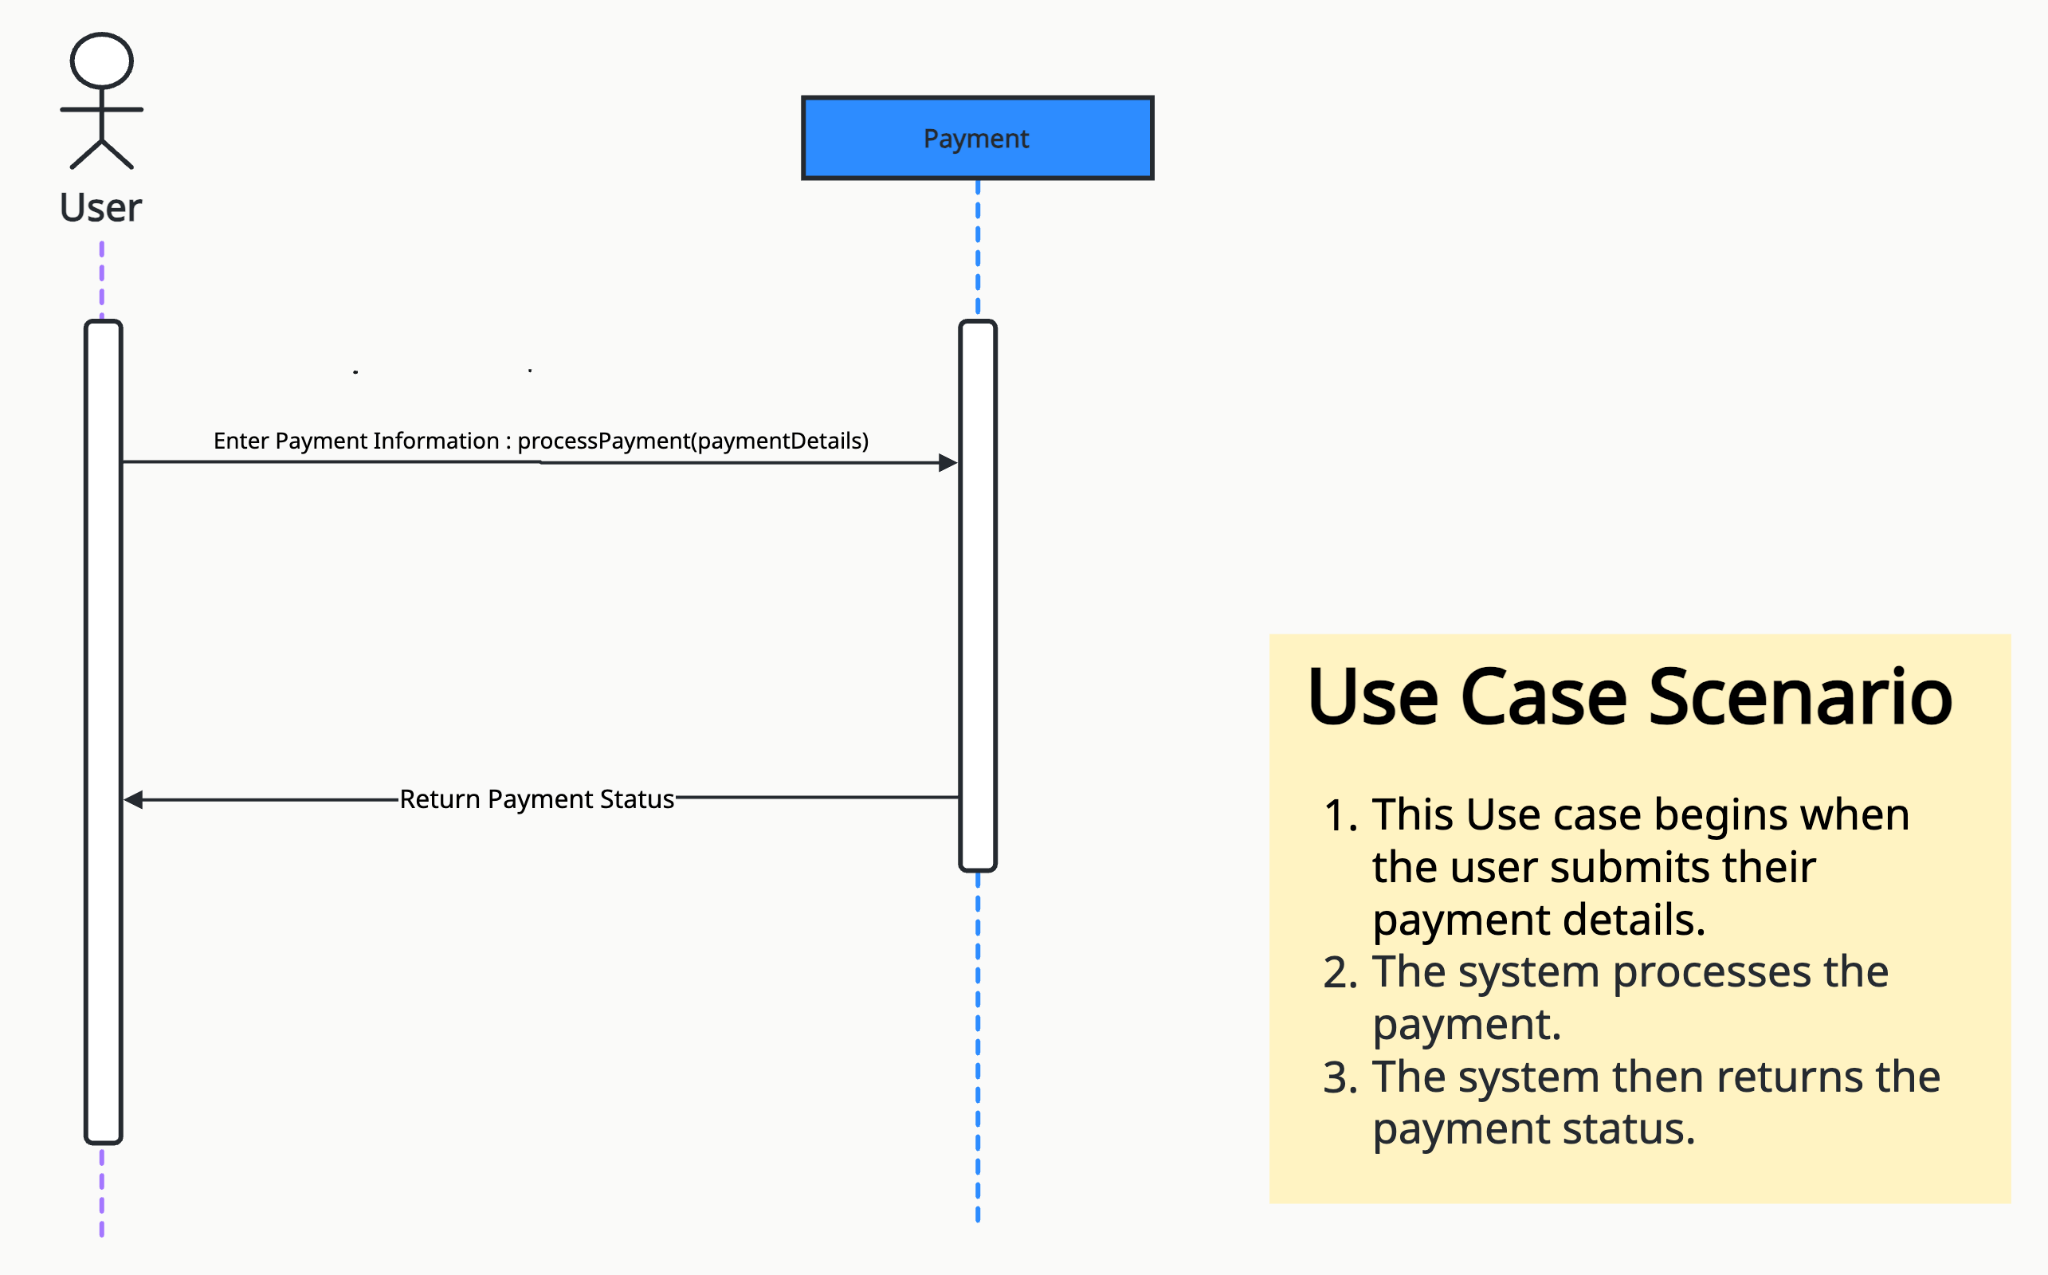 User
Payment
Enter Payment Information : processPayment(paymentDetails)
Return Payment Status
Use Case Scenario
1. This Use case begins when
the user submits their
payment details.
2. The system processes the
payment.
3. The system then returns the
payment status.